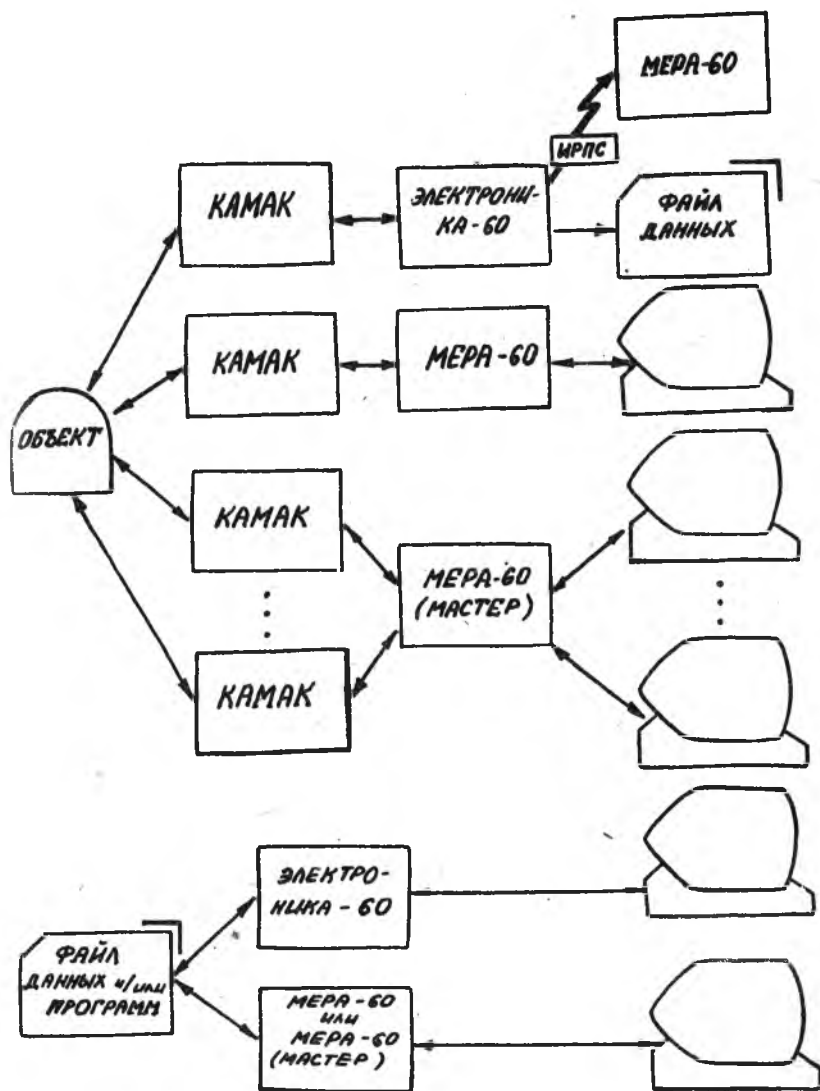 МЕРА-60
ИРПС
КАМАК
ЭЛЕКТРОНИ-
КА-60
ФАЙЛ
ДАННЫХ
КАМАК
МЕРА-60
ОБЪЕКТ
КАМАК
МЕРА-60
(МАСТЕР)
КАМАК
ЭЛЕКТРО-
НИКА-60
ФАЙЛ
ДАННЫХ и/или
ПРОГРАММ
МЕРА-60
ИЛИ
МЕРА-60
(МАСТЕР)